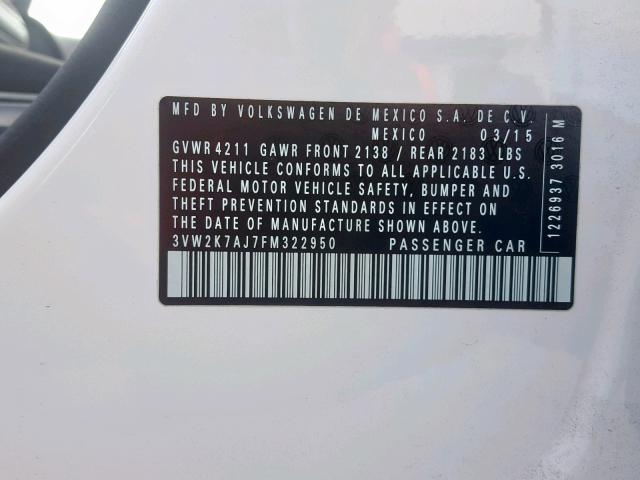 MFD BY VOLKSWAGEN DE MEXICO S.A. DE C.V.
MEXICO 03/15
GVWR 4211 GAWR FRONT 2138 / REAR 2183 LBS
THIS VEHICLE CONFORMS TO ALL APPLICABLE U.S.
FEDERAL MOTOR VEHICLE SAFETY, BUMPER AND
THEFT PREVENTION STANDARDS IN EFFECT ON
THE DATE OF MANUFACTURE SHOWN ABOVE.
3VW2K7AJ7FM322950 PASSENGER CAR
1226937 3016 M